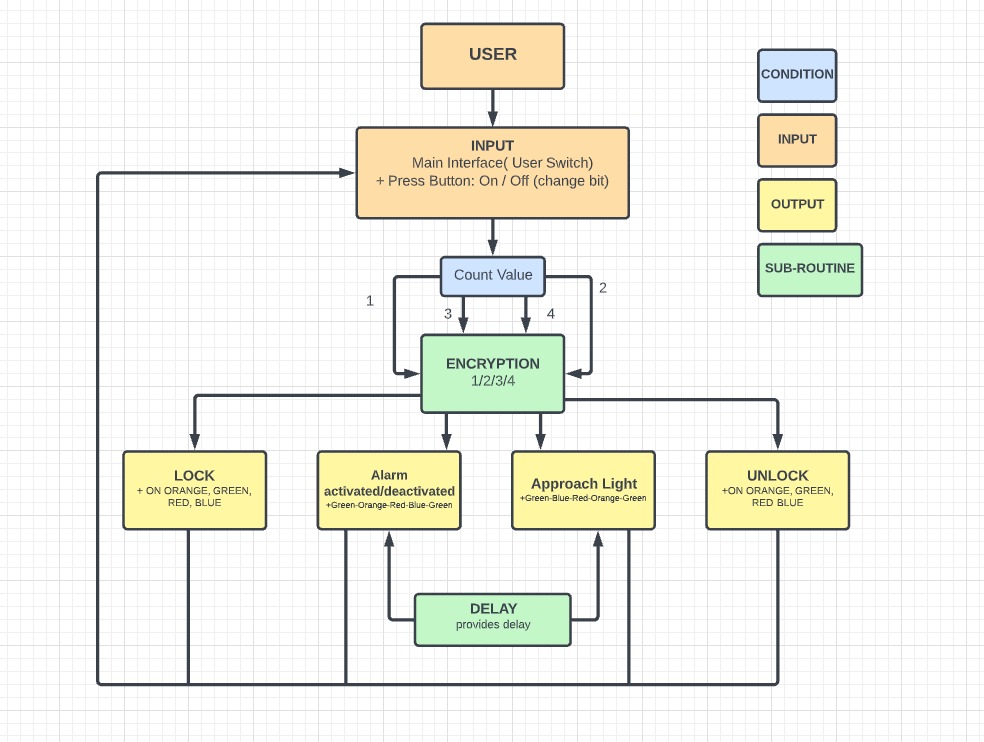 USER
CONDITION
INPUT
OUTPUT
SUB-ROUTINE
INPUT
Main Interface( User Switch)
+ Press Button: On / Off (change bit)
Count Value
1
2
3
4
ENCRYPTION
1/2/3/4
LOCK
+ ON ORANGE, GREEN,
RED, BLUE
Alarm
activated/deactivated
+Green-Orange-Red-Blue-Green
Approach Light
+Green-Blue-Red-Orange-Green
UNLOCK
+ON ORANGE, GREEN,
RED BLUE
DELAY
provides delay